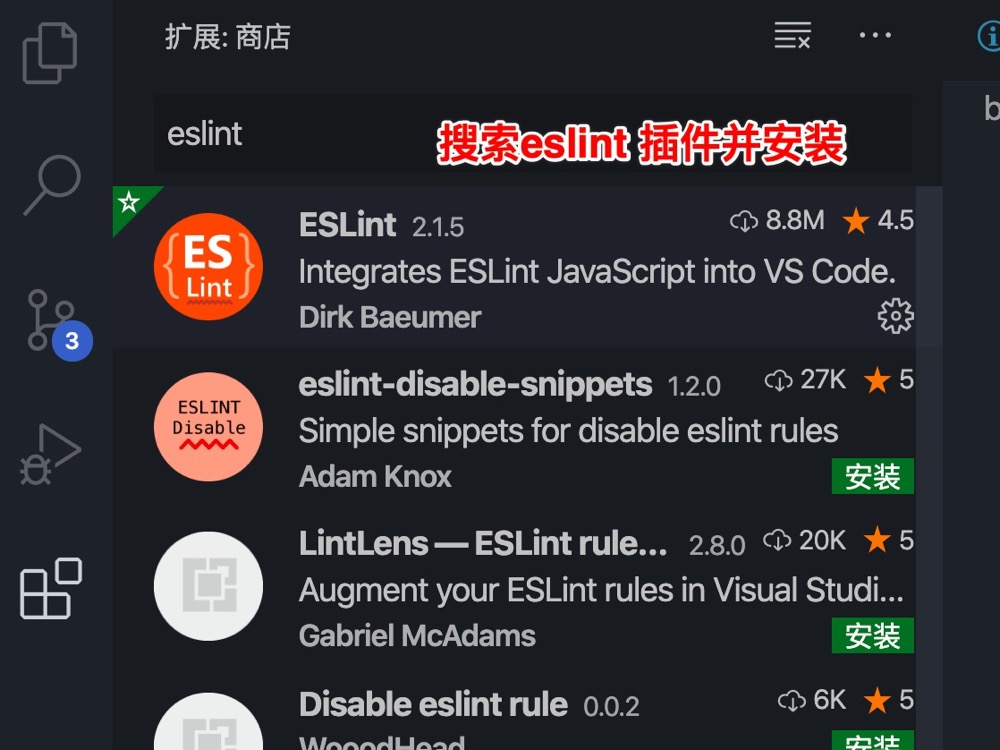 扩展: 商店
eslint
搜索eslint 插件并安装
b
ES
Lint
ESLint 2.1.5 8.8M 4.5
Integrates ESLint JavaScript into VS Code.
Dirk Baeumer
3
ESLINT
Disable
eslint-disable-snippets 1.2.0 27K 5
Simple snippets for disable eslint rules
Adam Knox 安装
LintLens — ESLint rule... 2.8.0 20K 5
Augment your ESLint rules in Visual Studi...
Gabriel McAdams 安装
Disable eslint rule 0.0.2 6K 5
WooodHead 安装